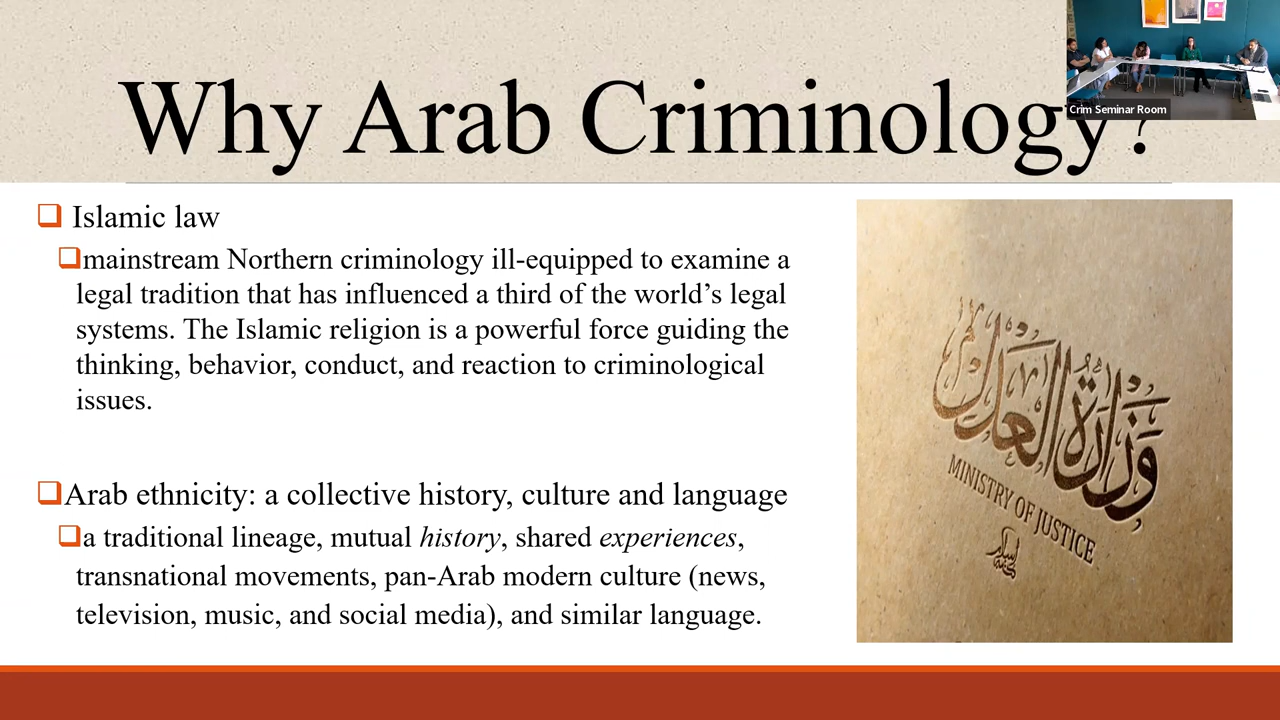 Why Arab Criminology?
Crim Seminar Room
Islamic law
mainstream Northern criminology ill-equipped to examine a
legal tradition that has influenced a third of the world’s legal
systems. The Islamic religion is a powerful force guiding the
thinking, behavior, conduct, and reaction to criminological
issues.
Arab ethnicity: a collective history, culture and language
a traditional lineage, mutual history, shared experiences,
transnational movements, pan-Arab modern culture (news,
television, music, and social media), and similar language.
وزارة العدل
MINISTRY OF JUSTICE